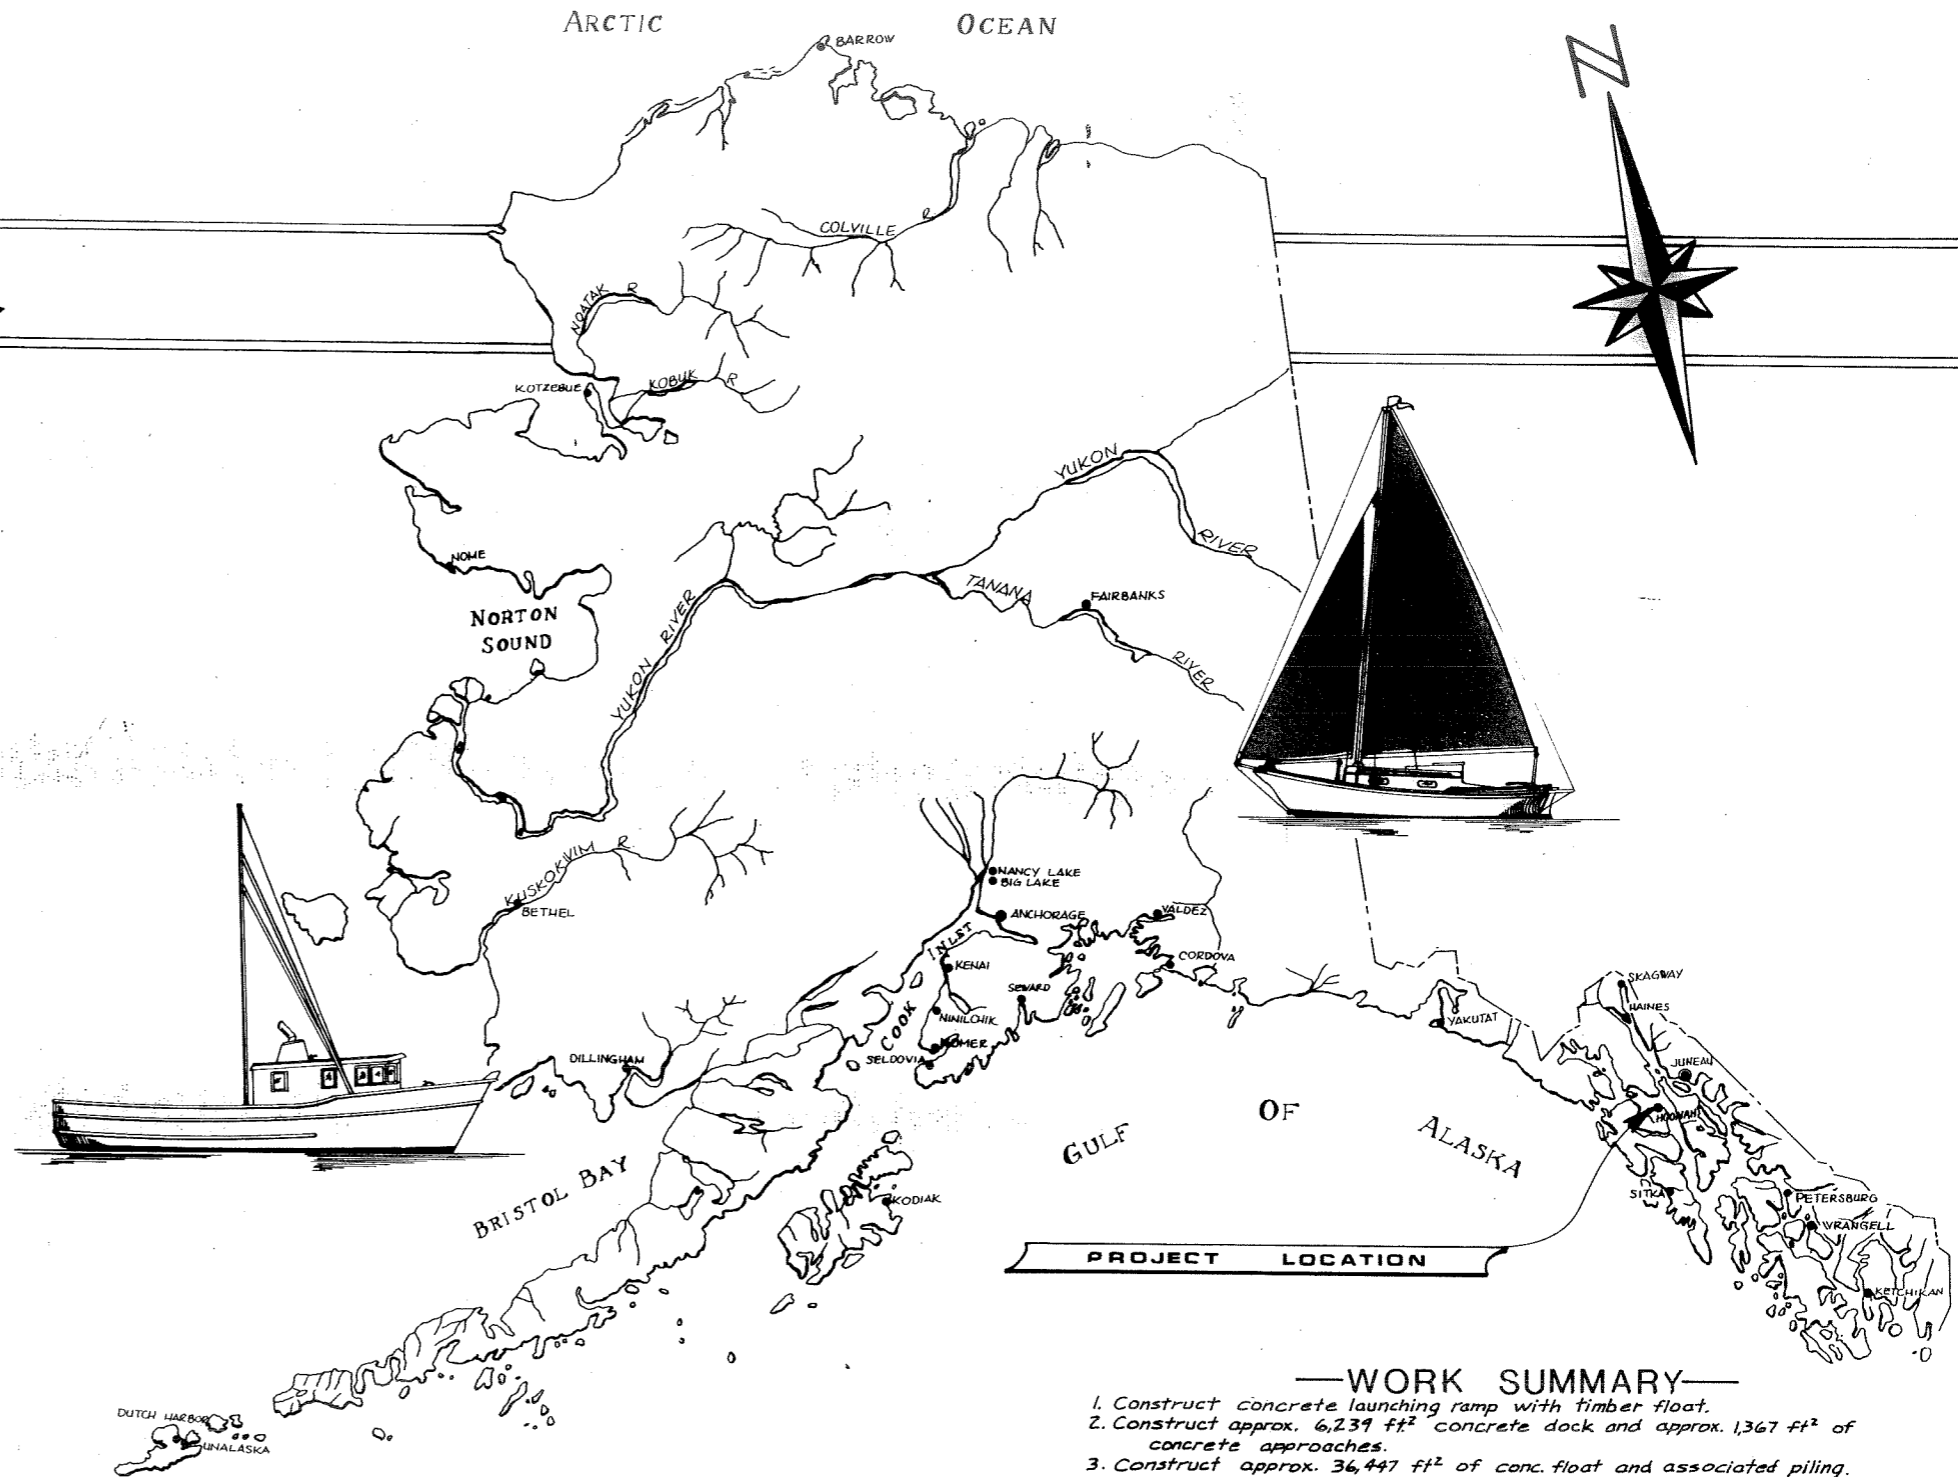 ARCTIC OCEAN
N
BARROW
COLVILLE R
NOATAK R
KOTZEBUE
KOBUK R
YUKON RIVER
NOME
NORTON
SOUND
TANANA RIVER
FAIRBANKS
YUKON RIVER
KUSKOKWIM R.
BETHEL
NANCY LAKE
BIG LAKE
ANCHORAGE
VALDEZ
CORDOVA
COOK INLET
KENAI
SEWARD
NINILCHIK
HOMER
SELDOVIA
DILLINGHAM
YAKUTAT
SKAGWAY
HAINES
JUNEAU
HOONAH
GULF OF ALASKA
BRISTOL BAY
KODIAK
SITKA
PETERSBURG
WRANGELL
KETCHIKAN
PROJECT LOCATION
DUTCH HARBOR
UNALASKA
WORK SUMMARY
1. Construct concrete launching ramp with timber float.
2. Construct approx. 6,239 ft² concrete dock and approx. 1,367 ft² of
concrete approaches.
3. Construct approx. 36,447 ft² of conc. float and associated piling.